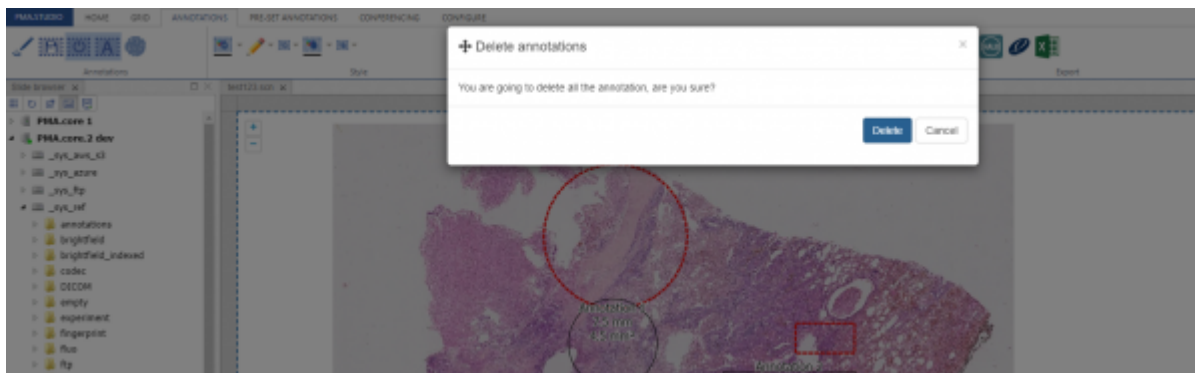 PMA.STUDIO HOME GRID ANNOTATIONS PRE-SET ANNOTATIONS CONFERENCING CONFIGURE
Delete annotations ×
Annotations Style Export
You are going to delete all the annotation, are you sure?
Delete Cancel
Slide browser
PMA.core 1
PMA.core.2 dev
_sys_aws_s3
_sys_azure
_sys_ftp
_sys_ref
annotations
brightfield
brightfield_indexed
codec
DICOM
empty
experiment
fingerprint
fluo
ftp